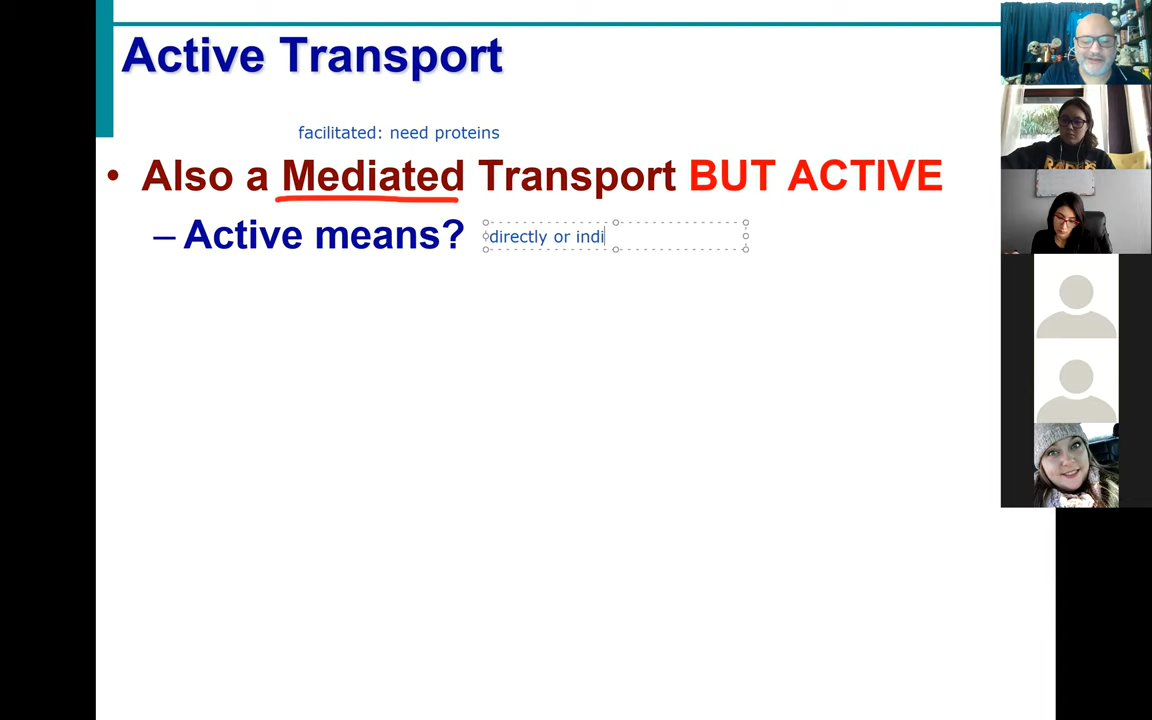 Active Transport
facilitated: need proteins
• Also a Mediated Transport BUT ACTIVE
– Active means? directly or indi